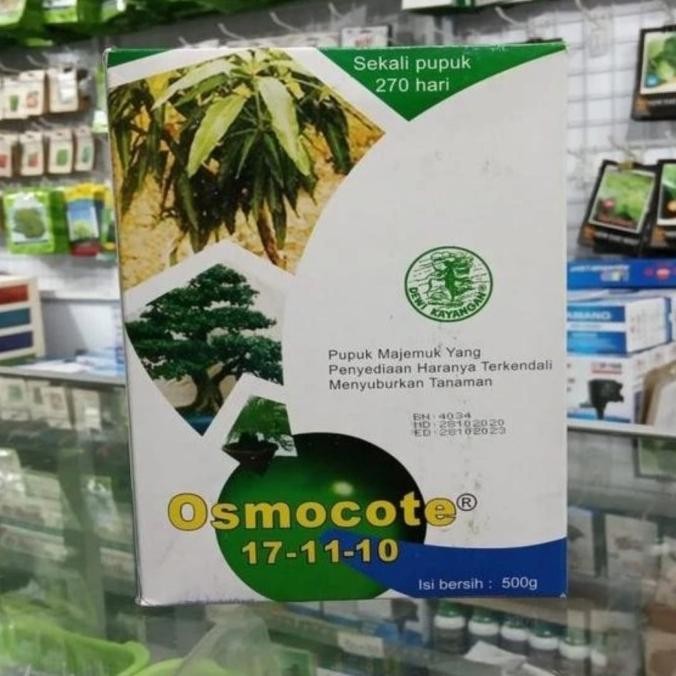 Sekali pupuk
270 hari
DEWI KAYANGAN
Pupuk Majemuk Yang
Penyediaan Haranya Terkendali
Menyuburkan Tanaman
BN: 4034
MD: 28102020
ED: 28102023
Osmocote®
17-11-10
Isi bersih : 500g